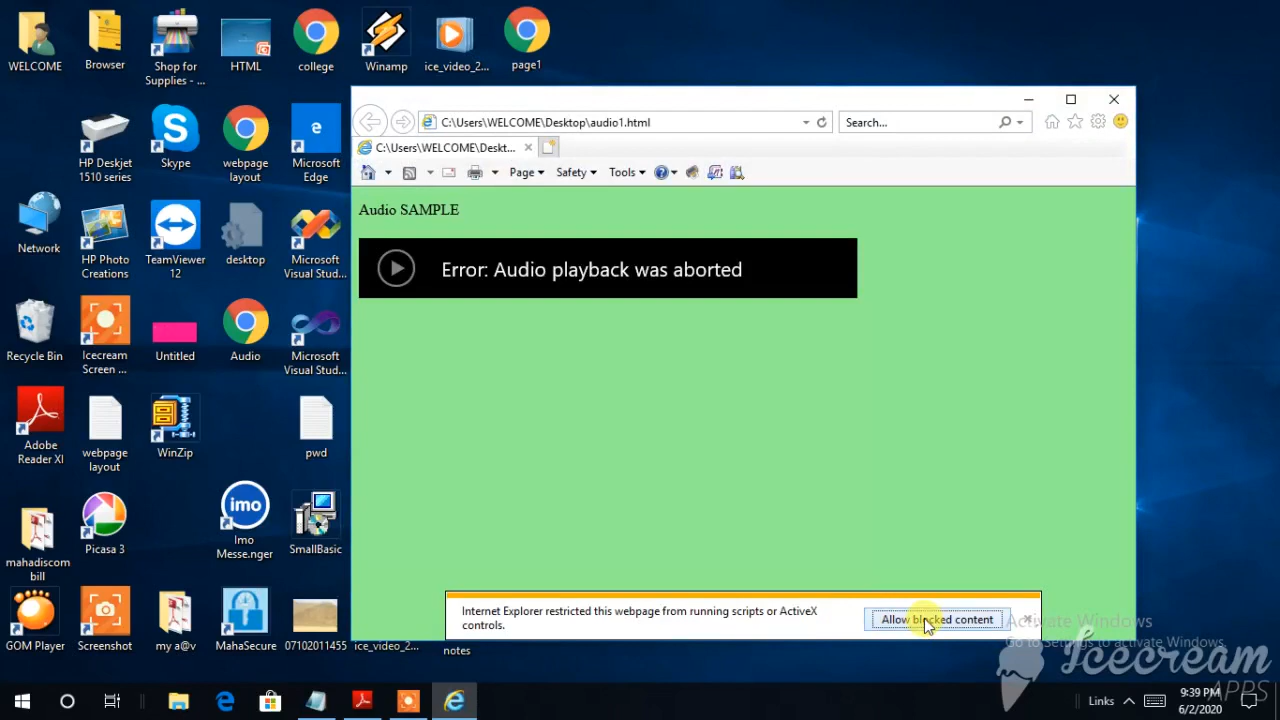 WELCOME
Browser
Shop for
Supplies - ...
HTML
college
Winamp
ice_video_2...
page1
C:\Users\WELCOME\Desktop\audio1.html
Search...
C:\Users\WELCOME\Deskt...
Page
Safety
Tools
Audio SAMPLE
Error: Audio playback was aborted
HP Deskjet
1510 series
Skype
webpage
layout
Microsoft
Edge
Network
HP Photo
Creations
TeamViewer
12
desktop
Microsoft
Visual Stud...
Recycle Bin
Icecream
Screen ...
Untitled
Audio
Microsoft
Visual Stud...
Adobe
Reader XI
webpage
layout
WinZip
pwd
mahadiscom
bill
Picasa 3
imo
Imo
Messe.nger
SmallBasic
GOM Player
Screenshot
my a@v
MahaSecure
07102011455
ice_video_2...
notes
Internet Explorer restricted this webpage from running scripts or ActiveX
controls.
Allow blocked content
Activate Windows
Go to Settings to activate Windows.
Icecream
APPS
Links
9:39 PM
6/2/2020